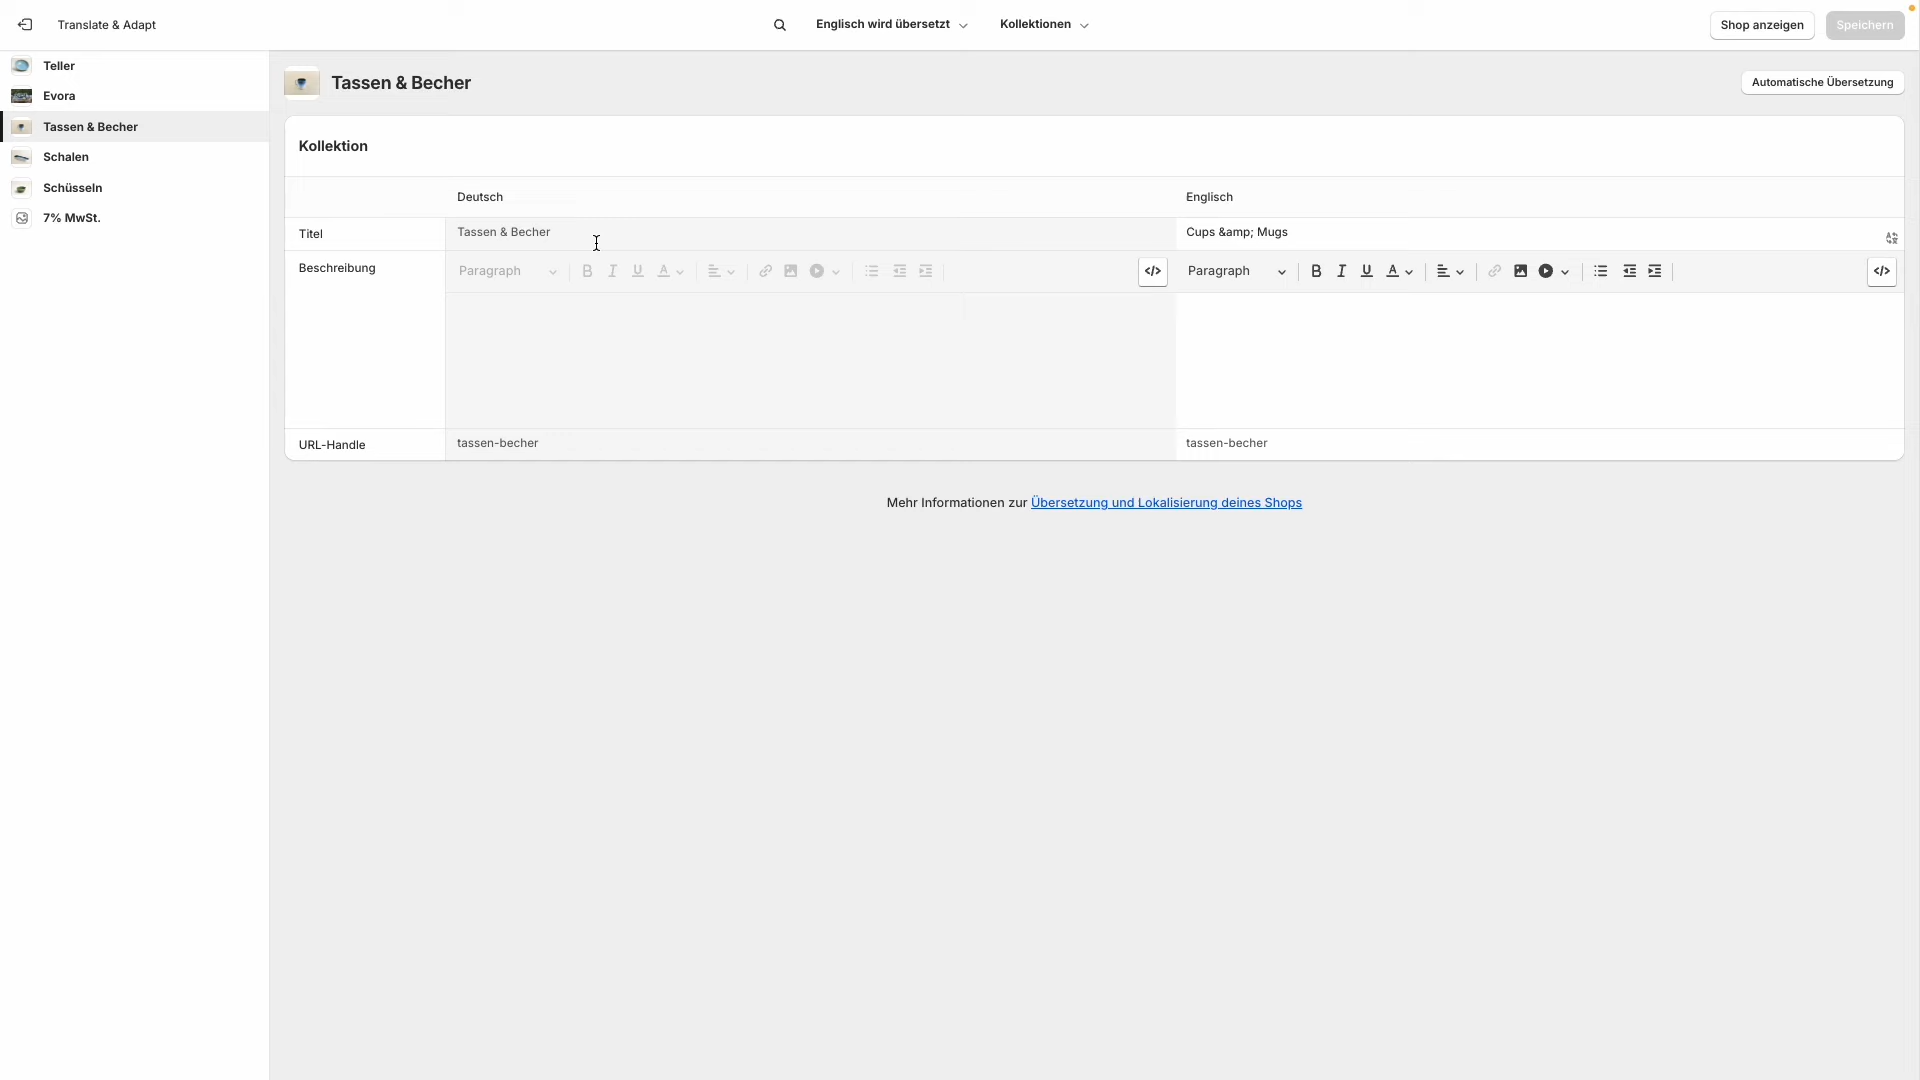 Translate & Adapt
Englisch wird übersetzt
Kollektionen
Shop anzeigen
Speichern
Teller
Evora
Tassen & Becher
Schalen
Schüsseln
7% MwSt.
Tassen & Becher
Automatische Übersetzung
Kollektion
Deutsch
Englisch
Titel
Tassen & Becher
Cups &amp; Mugs
Beschreibung
Paragraph
B I U A
</>
Paragraph
B I U A
</>
URL-Handle
tassen-becher
tassen-becher
Mehr Informationen zur Übersetzung und Lokalisierung deines Shops